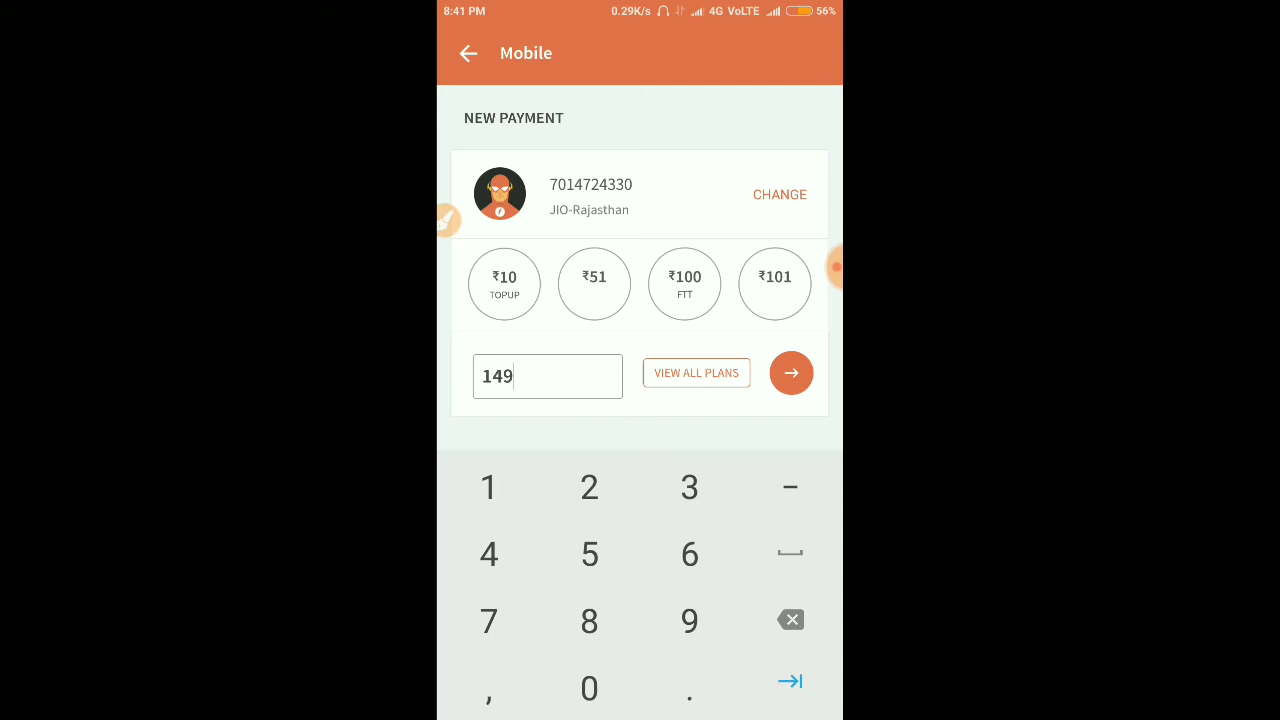 8:41 PM 0.29K/s 4G VoLTE 56%
Mobile
NEW PAYMENT
7014724330
JIO-Rajasthan
CHANGE
₹10 ₹51 ₹100 ₹101
TOPUP FTT
149 VIEW ALL PLANS
1 2 3 –
4 5 6
7 8 9
, 0 .